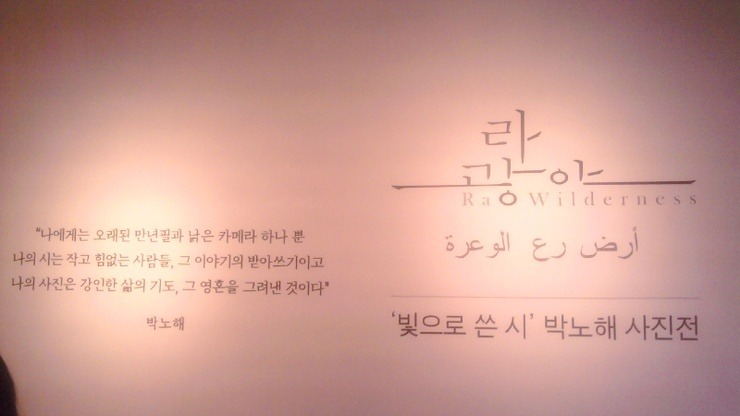 "나에게는 오래된 만년필과 낡은 카메라 하나 뿐
나의 시는 작고 힘없는 사람들, 그 이야기의 받아쓰기이고
나의 사진은 강인한 삶의 기도, 그 영혼을 그려낸 것이다"
박노해
라
광야
Ra Wilderness
أرض رع الوعرة
'빛으로 쓴 시' 박노해 사진전